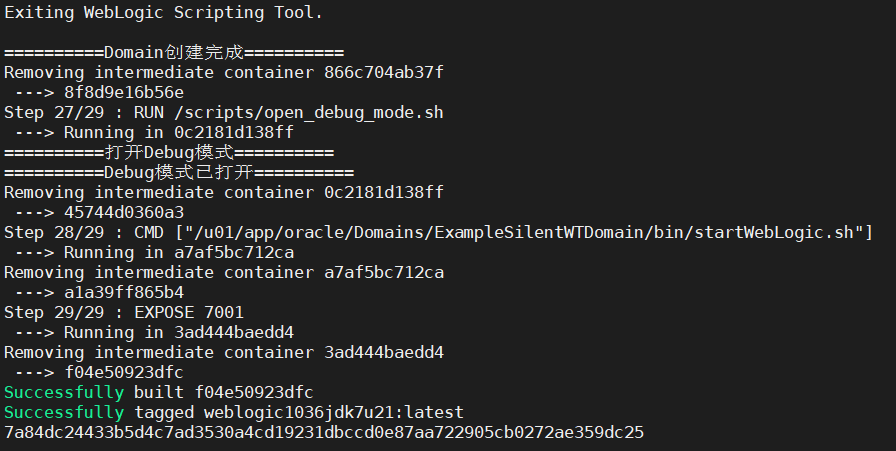 Exiting WebLogic Scripting Tool.
==========Domain创建完成==========
Removing intermediate container 866c704ab37f
---> 8f8d9e16b56e
Step 27/29 : RUN /scripts/open_debug_mode.sh
---> Running in 0c2181d138ff
==========打开Debug模式==========
==========Debug模式已打开==========
Removing intermediate container 0c2181d138ff
---> 45744d0360a3
Step 28/29 : CMD ["/u01/app/oracle/Domains/ExampleSilentWTDomain/bin/startWebLogic.sh"]
---> Running in a7af5bc712ca
Removing intermediate container a7af5bc712ca
---> a1a39ff865b4
Step 29/29 : EXPOSE 7001
---> Running in 3ad444baedd4
Removing intermediate container 3ad444baedd4
---> f04e50923dfc
Successfully built f04e50923dfc
Successfully tagged weblogic1036jdk7u21:latest
7a84dc24433b5d4c7ad3530a4cd19231dbccd0e87aa722905cb0272ae359dc25